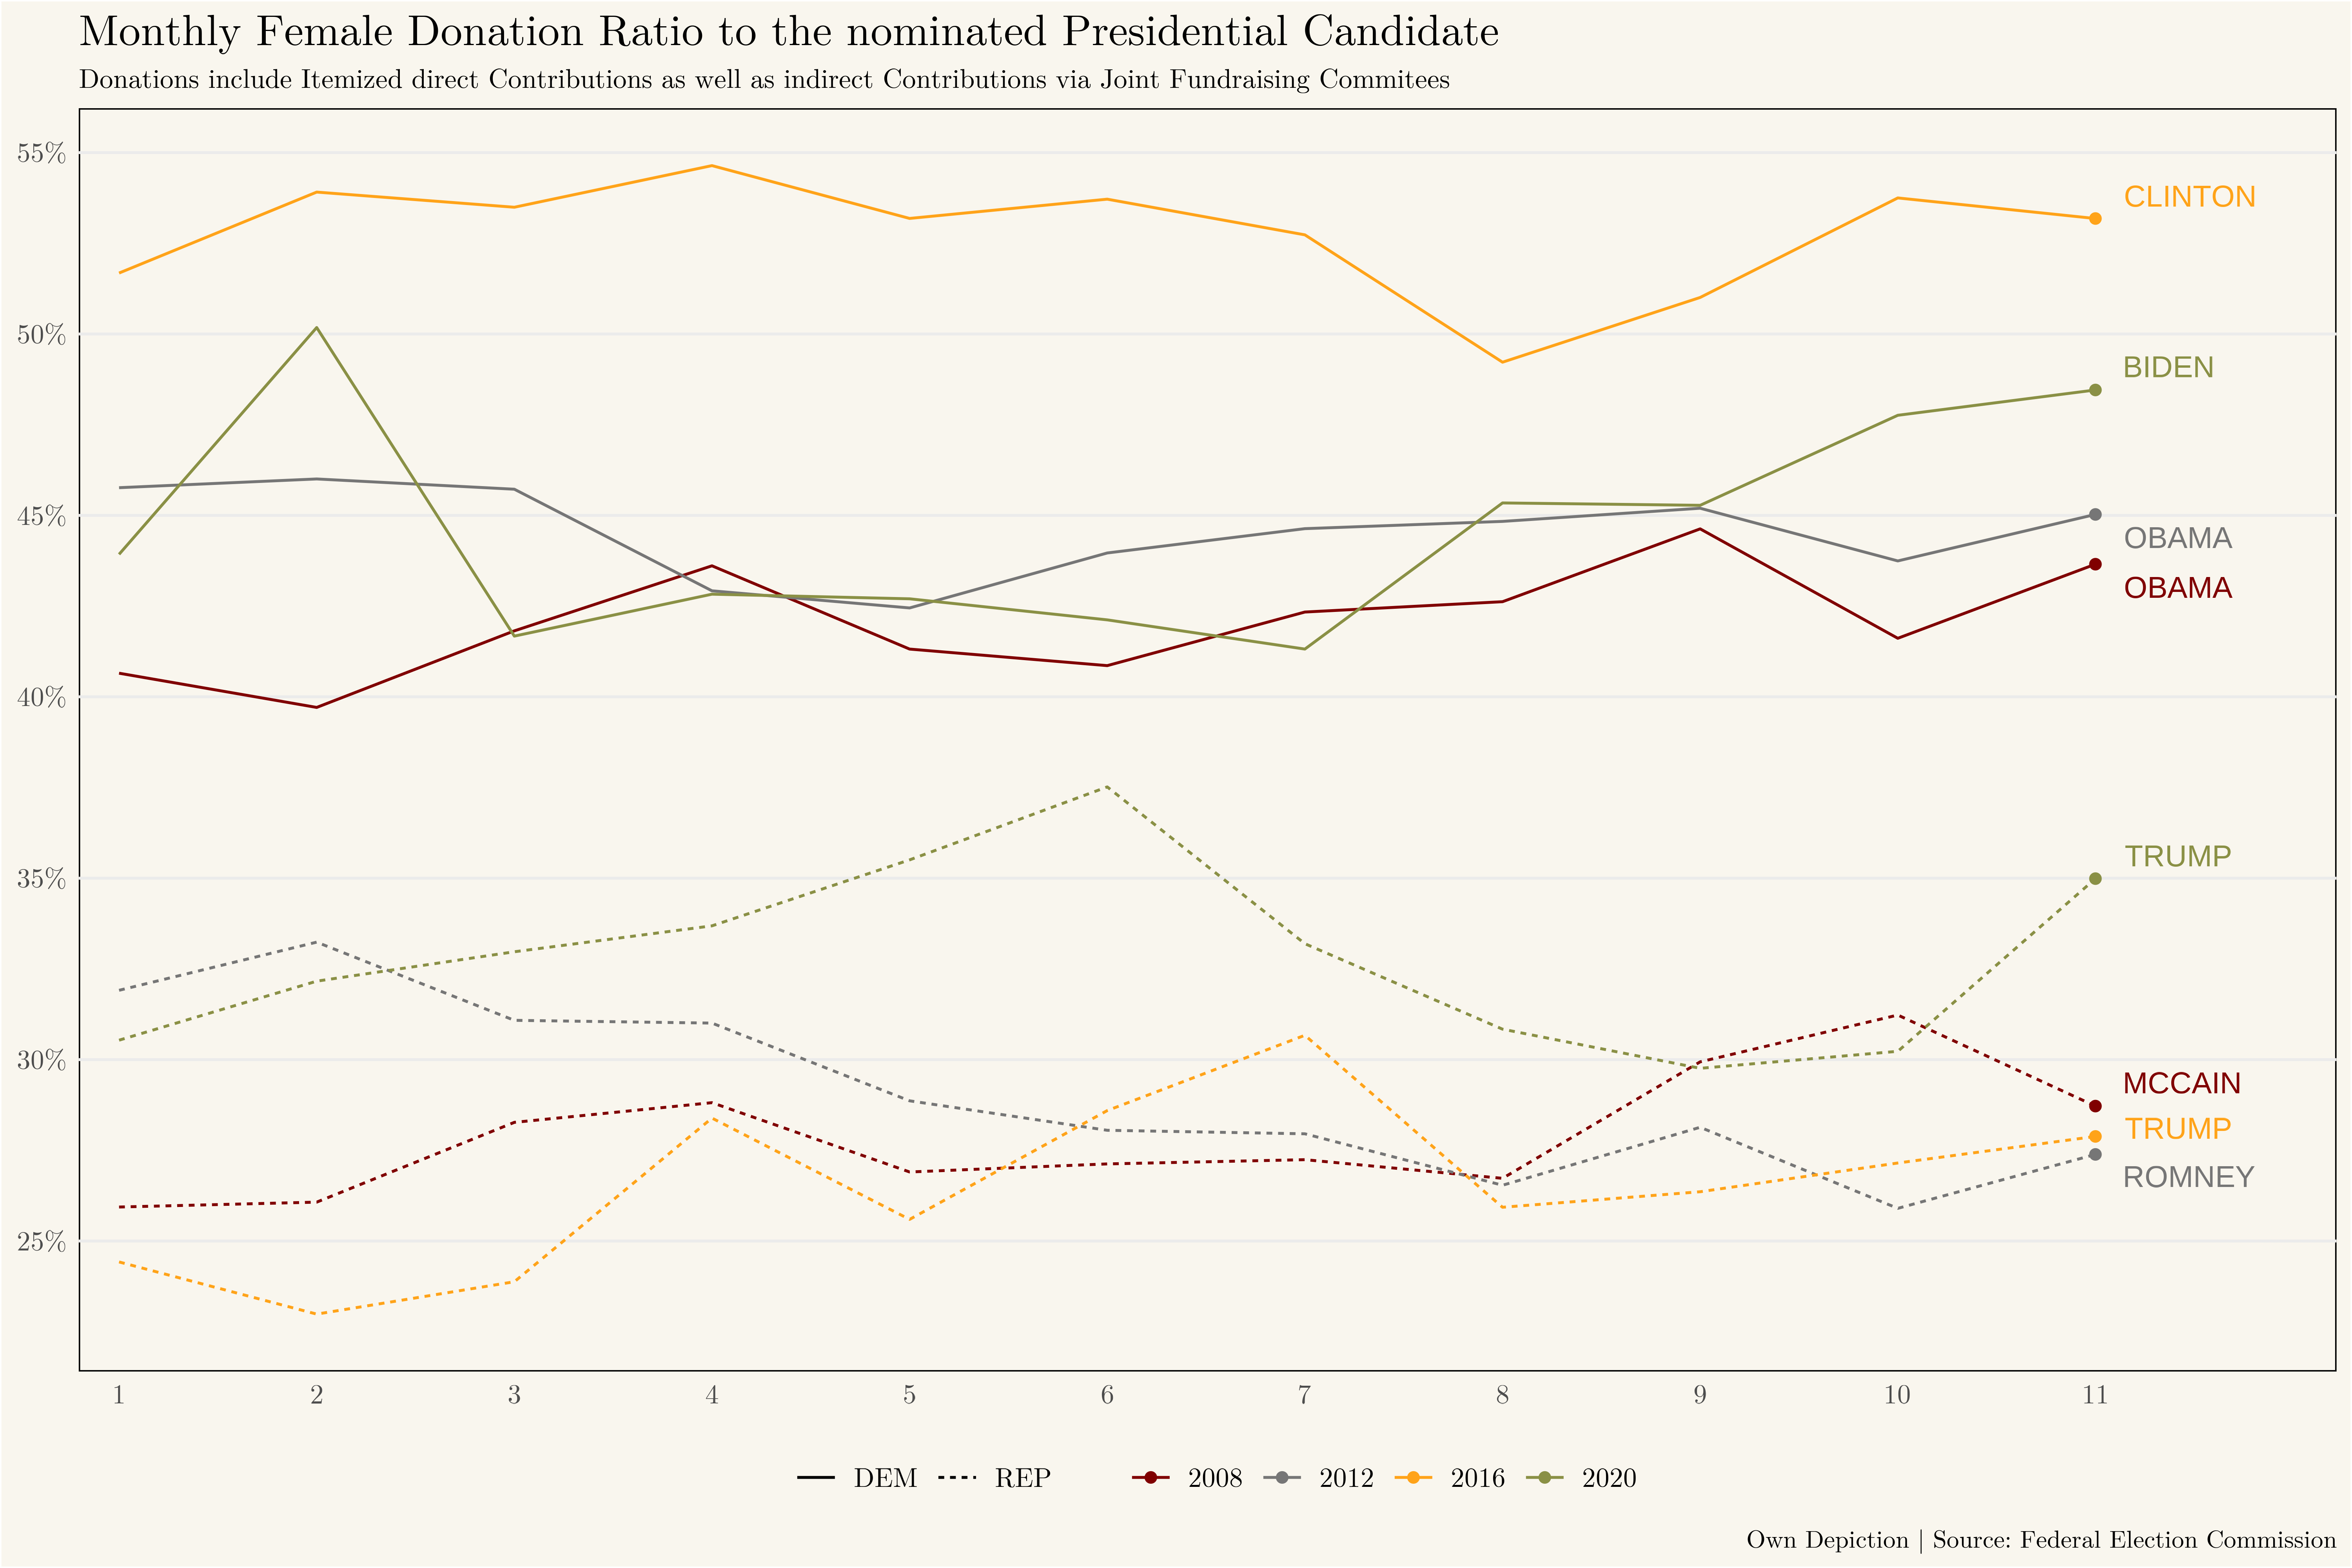 Monthly Female Donation Ratio to the nominated Presidential Candidate
Donations include Itemized direct Contributions as well as indirect Contributions via Joint Fundraising Commitees
55%
CLINTON
50%
BIDEN
45%
OBAMA
OBAMA
40%
35%
TRUMP
30%
MCCAIN
TRUMP
ROMNEY
25%
1 2 3 4 5 6 7 8 9 10 11
DEM REP 2008 2012 2016 2020
Own Depiction | Source: Federal Election Commission